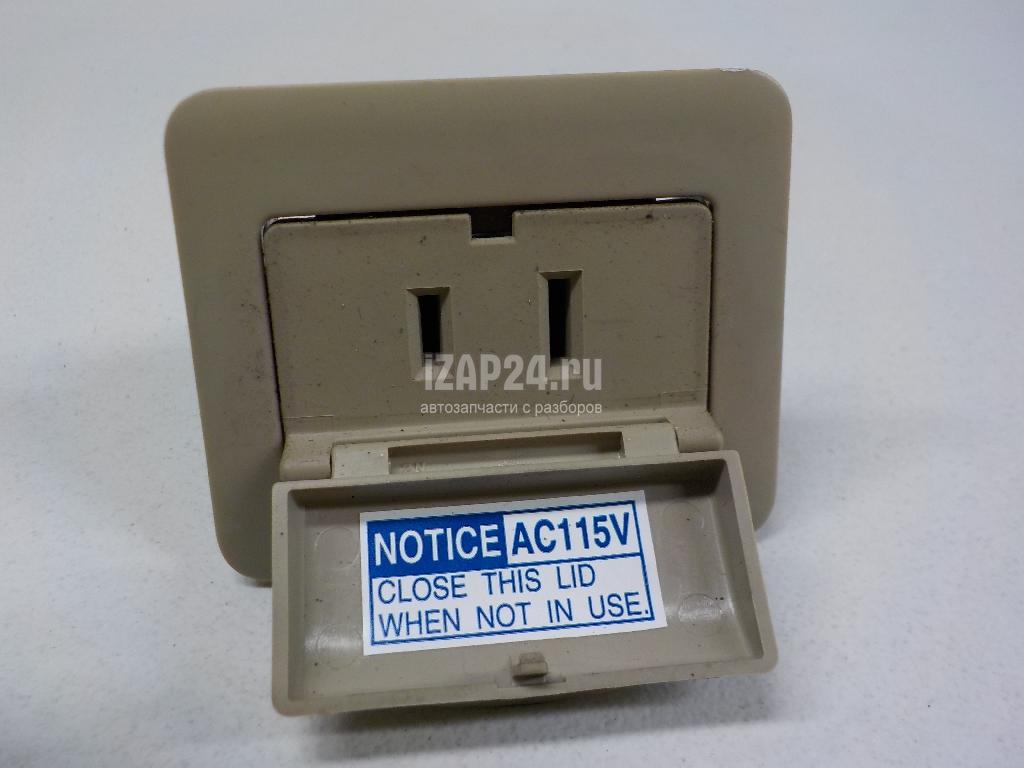 iZAP24.ru
автозапчасти с разборов
NOTICE AC115V
CLOSE THIS LID
WHEN NOT IN USE.